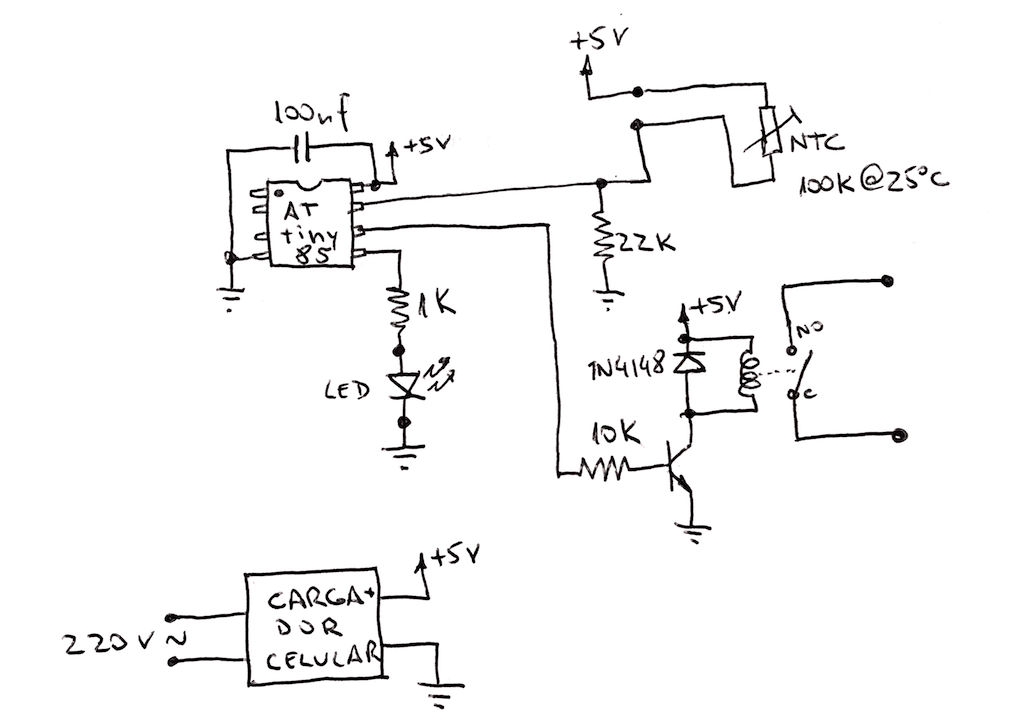 +5V
100nf
+5V
NTC
100K@25°C
AT
tiny
85
22K
1K
+5V
NO
1N4148
LED
C
10K
+5V
CARGA+
DOR
CELULAR
220V~